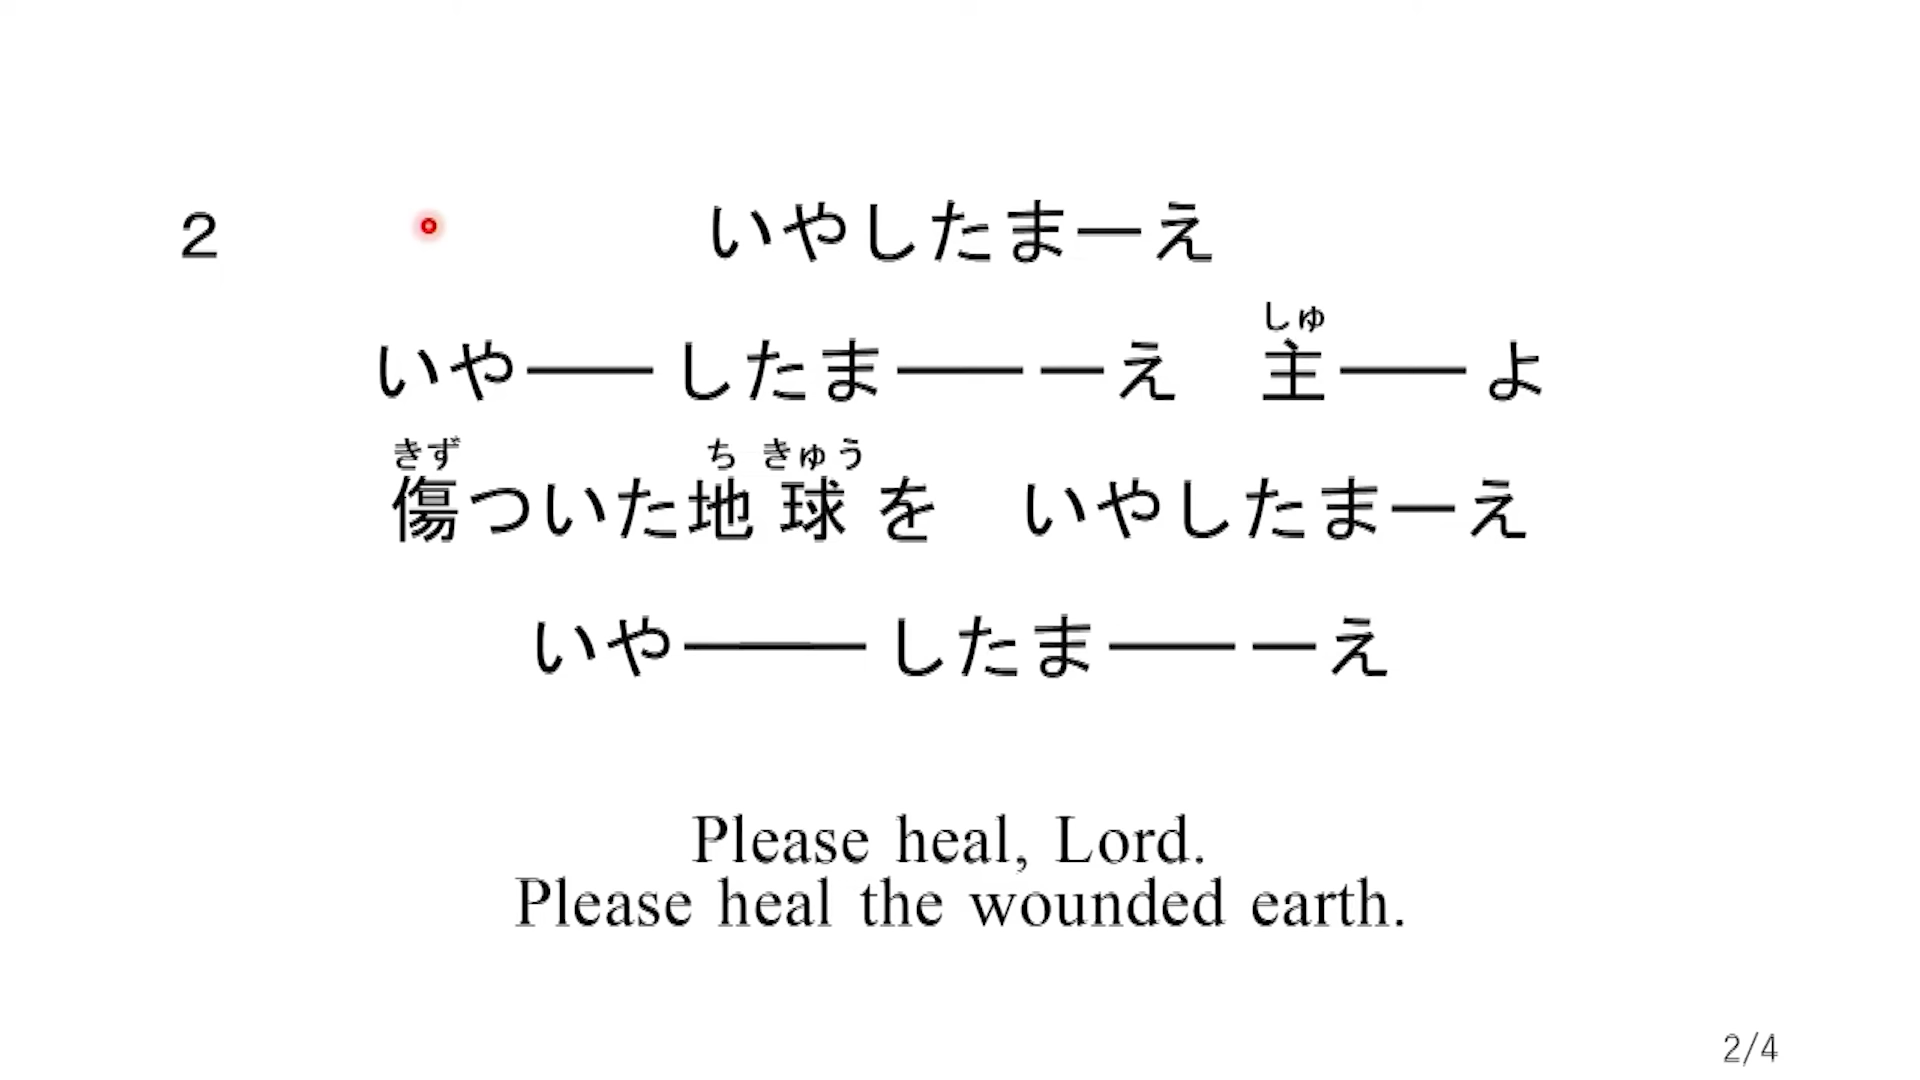 2 いやしたまーえ
いや――したま――ーえ 主――よ
しゅ
傷ついた地球を いやしたまーえ
きず ち きゅう
いや―――したま――ーえ
Please heal, Lord.
Please heal the wounded earth.
2/4